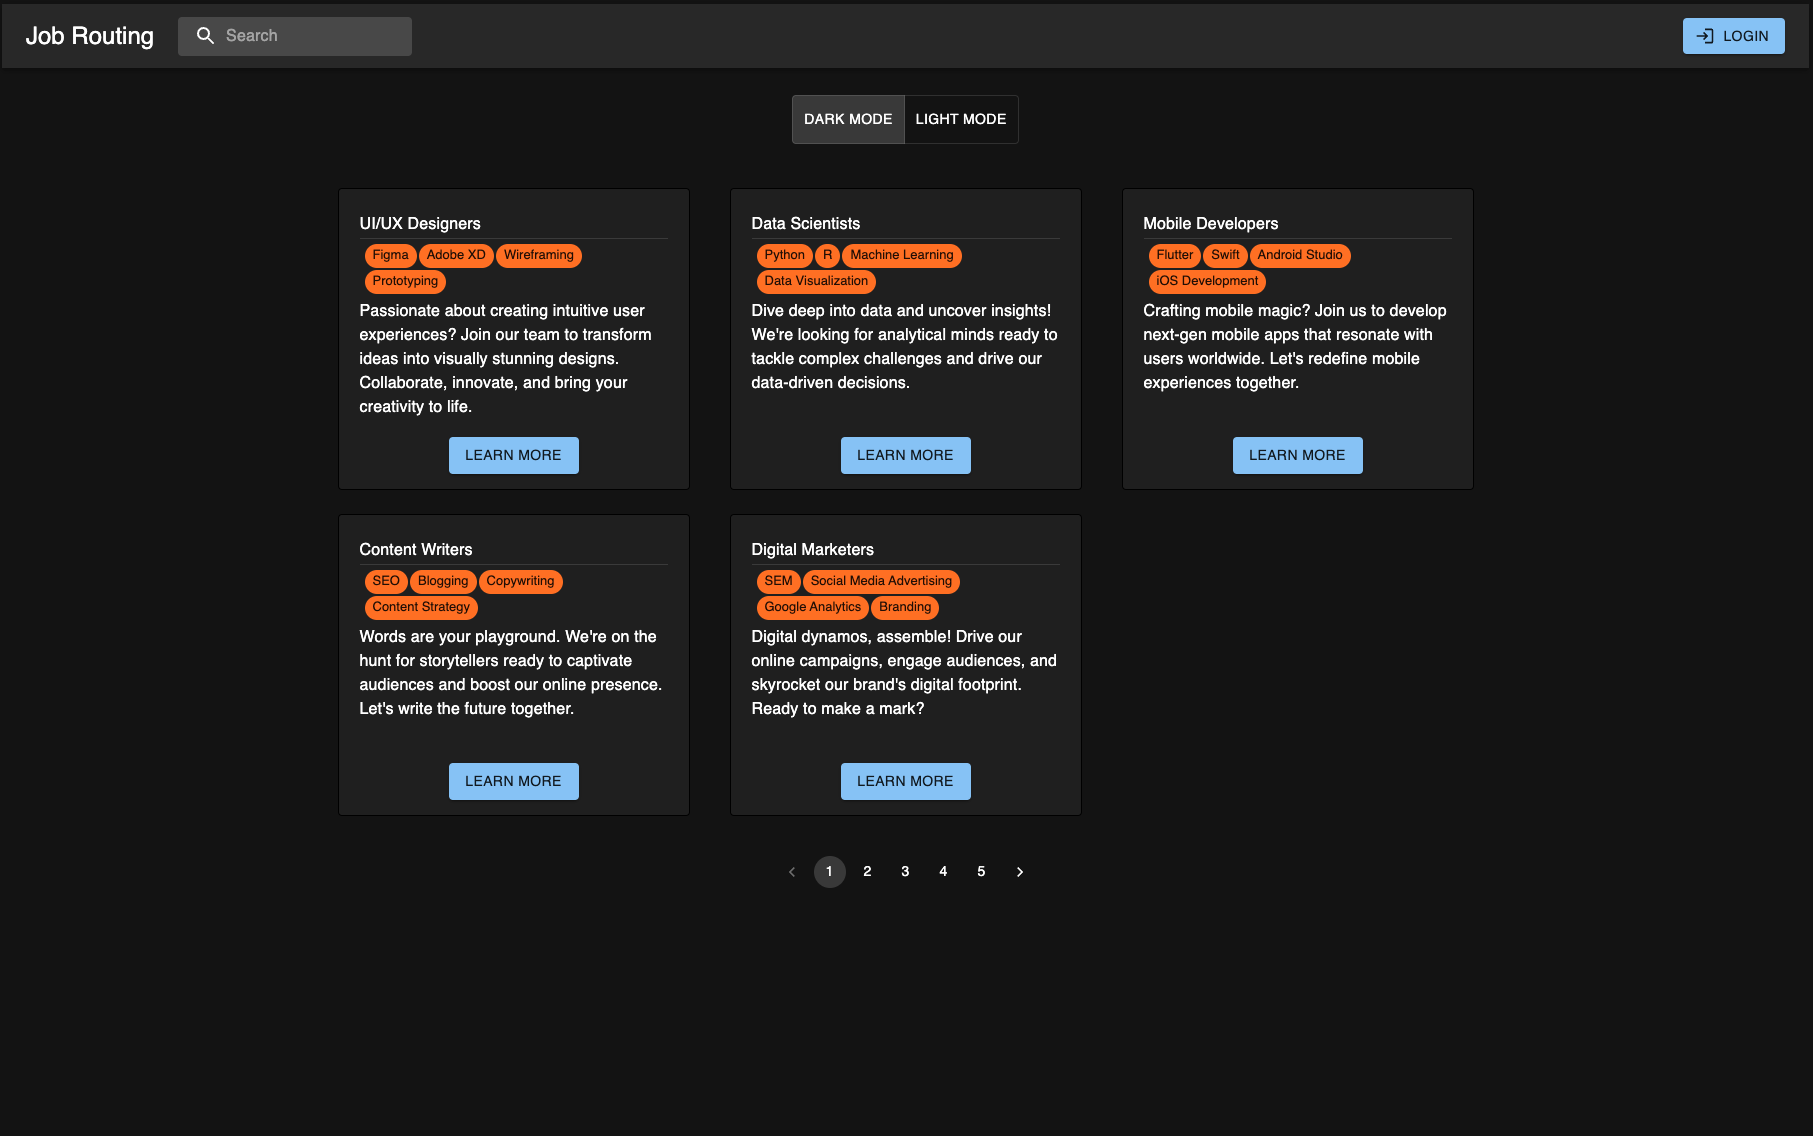 Job Routing
Search
LOGIN
DARK MODE
LIGHT MODE
UI/UX Designers
Figma Adobe XD Wireframing
Prototyping
Passionate about creating intuitive user
experiences? Join our team to transform
ideas into visually stunning designs.
Collaborate, innovate, and bring your
creativity to life.
LEARN MORE
Data Scientists
Python R Machine Learning
Data Visualization
Dive deep into data and uncover insights!
We're looking for analytical minds ready to
tackle complex challenges and drive our
data-driven decisions.
LEARN MORE
Mobile Developers
Flutter Swift Android Studio
iOS Development
Crafting mobile magic? Join us to develop
next-gen mobile apps that resonate with
users worldwide. Let's redefine mobile
experiences together.
LEARN MORE
Content Writers
SEO Blogging Copywriting
Content Strategy
Words are your playground. We're on the
hunt for storytellers ready to captivate
audiences and boost our online presence.
Let's write the future together.
LEARN MORE
Digital Marketers
SEM Social Media Advertising
Google Analytics Branding
Digital dynamos, assemble! Drive our
online campaigns, engage audiences, and
skyrocket our brand's digital footprint.
Ready to make a mark?
LEARN MORE
1 2 3 4 5